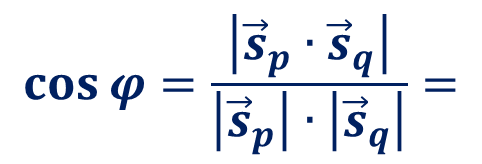 cos φ = |s⃗ₚ · s⃗_q| / |s⃗ₚ| · |s⃗_q| =